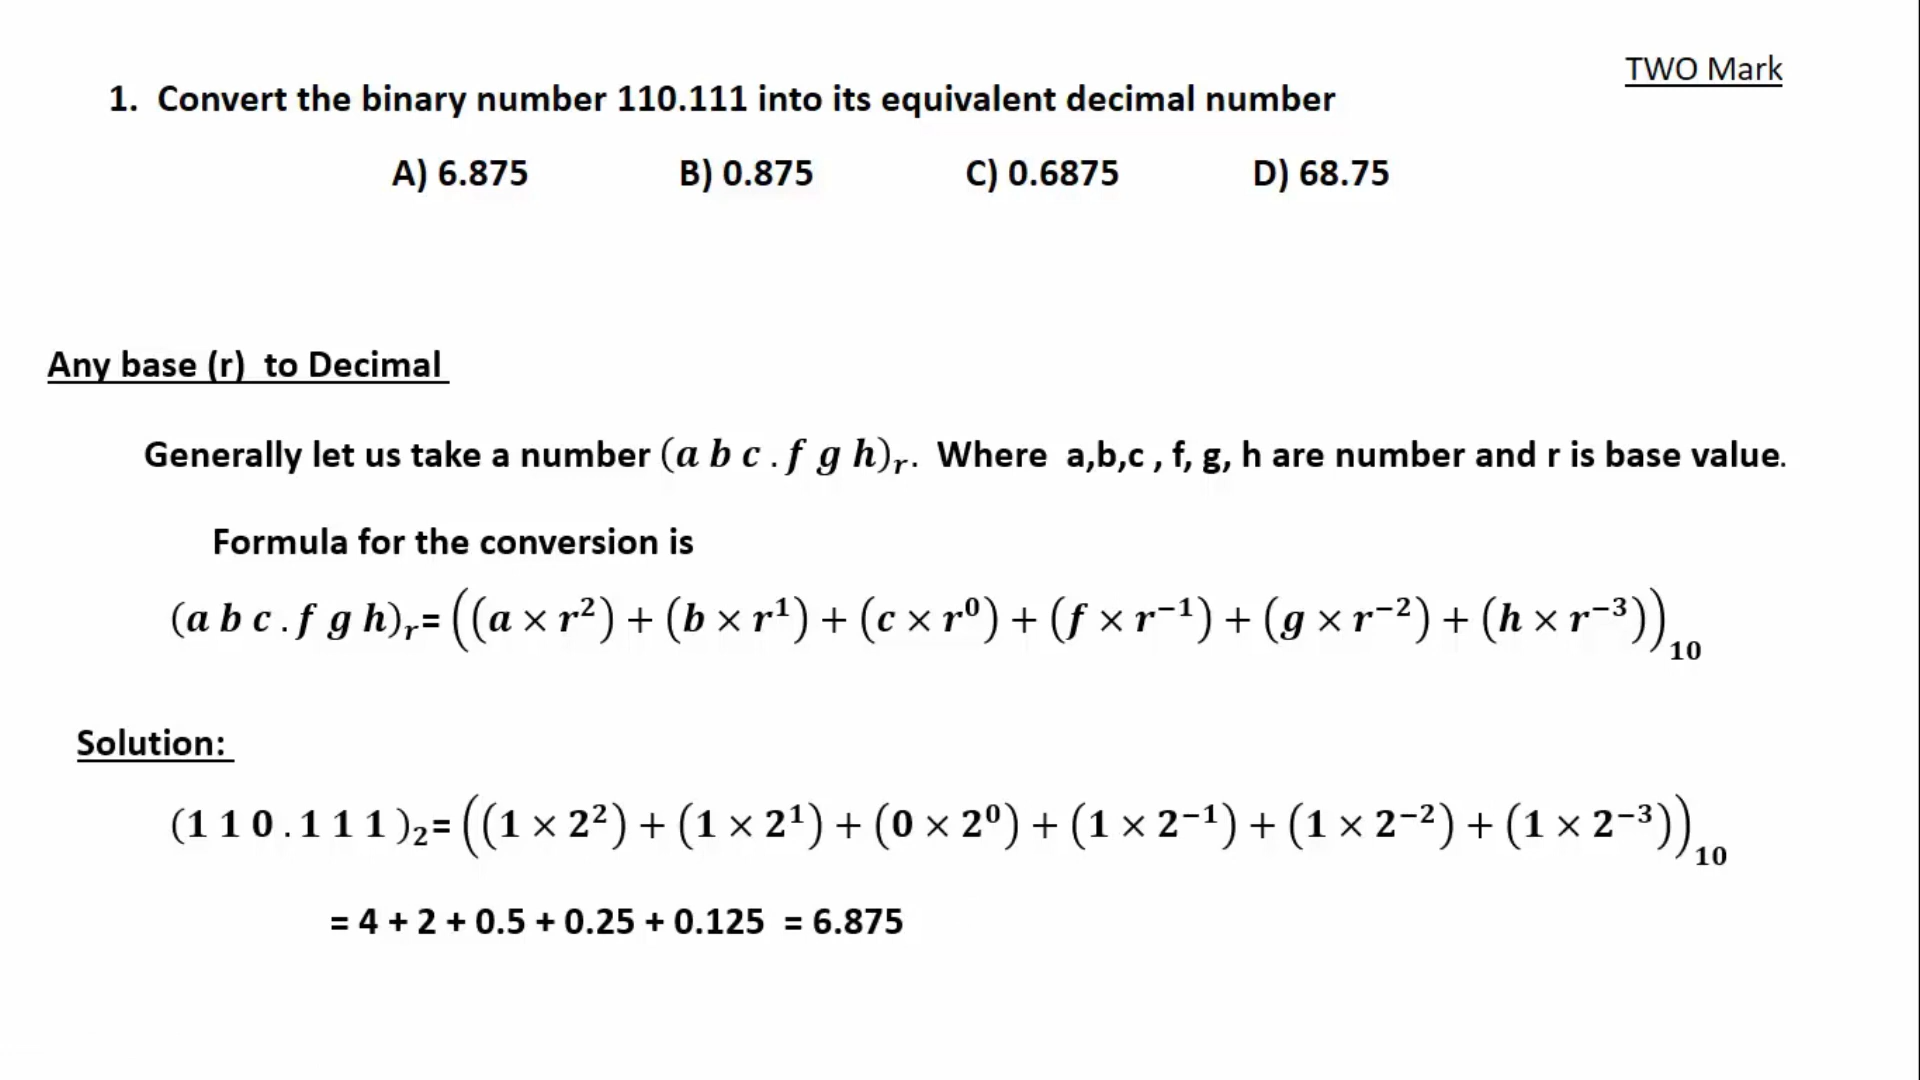 TWO Mark
1. Convert the binary number 110.111 into its equivalent decimal number
A) 6.875 B) 0.875 C) 0.6875 D) 68.75
Any base (r) to Decimal
Generally let us take a number (a b c . f g h)ᵣ. Where a,b,c , f, g, h are number and r is base value.
Formula for the conversion is
(a b c . f g h)ᵣ= ((a × r²) + (b × r¹) + (c × r⁰) + (f × r⁻¹) + (g × r⁻²) + (h × r⁻³))₁₀
Solution:
(1 1 0 . 1 1 1 )₂= ((1 × 2²) + (1 × 2¹) + (0 × 2⁰) + (1 × 2⁻¹) + (1 × 2⁻²) + (1 × 2⁻³))₁₀
= 4 + 2 + 0.5 + 0.25 + 0.125 = 6.875